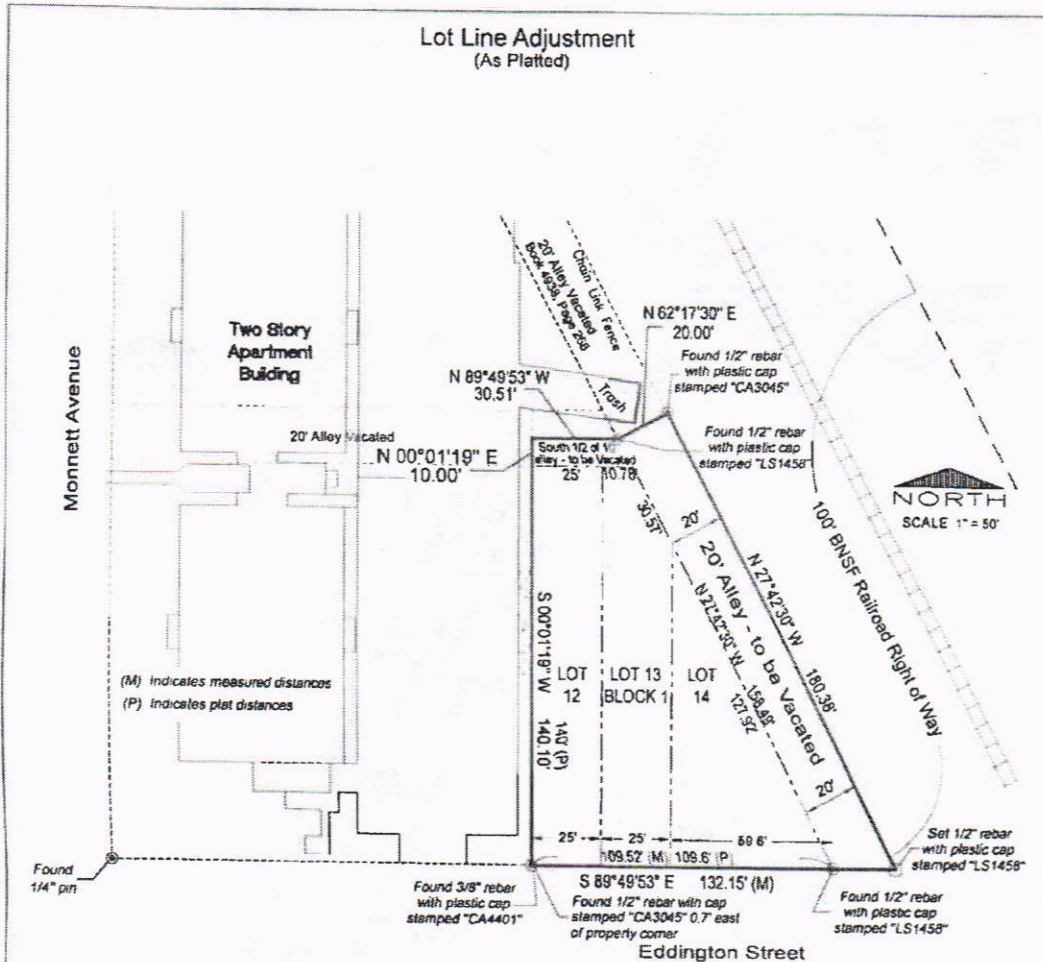 Lot Line Adjustment
(As Platted)
Monnett Avenue
Two Story
Apartment
Building
20' Alley Vacated
20' Alley Vacated
Book 4938, Page 268
Chain Link Fence
Trash
N 62°17'30" E
20.00'
Found 1/2" rebar
with plastic cap
stamped "CA3045"
N 89°49'53" W
30.51'
Found 1/2" rebar
with plastic cap
stamped "LS1458"
N 00°01'19" E
10.00'
South 1/2 of
alley - to be Vacated
25'
10.78'
NORTH
SCALE 1" = 50'
30.57'
20'
20' Alley - to be Vacated
N 27°42'30" W
180.38'
100' BNSF Railroad Right of Way
N 27°42'30" W
158.49'
127.92'
20'
S 00°01'19" W
140' (P)
140.10'
LOT
12
LOT 13
BLOCK 1
LOT
14
(M) Indicates measured distances
(P) Indicates plat distances
25'
25'
59.6'
109.52' (M)
109.6' (P)
S 89°49'53" E
132.15' (M)
Found
1/4" pin
Found 3/8" rebar
with plastic cap
stamped "CA4401"
Found 1/2" rebar with cap
stamped "CA3045" 0.7' east
of property corner
Found 1/2" rebar
with plastic cap
stamped "LS1458"
Set 1/2" rebar
with plastic cap
stamped "LS1458"
Eddington Street